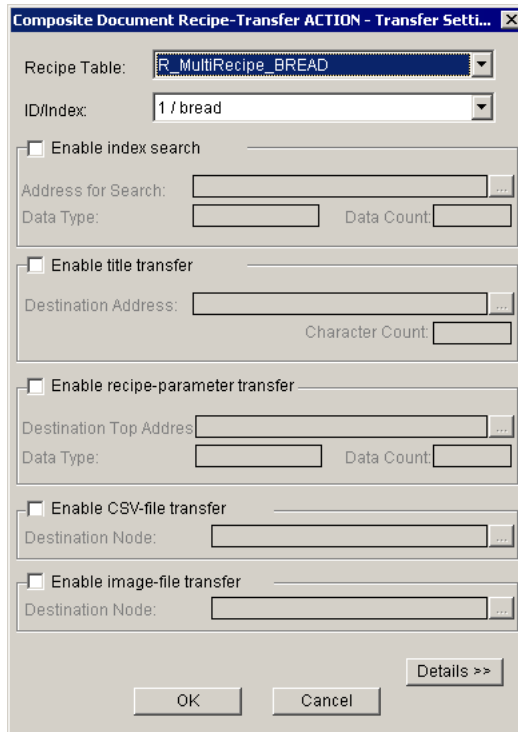 Composite Document Recipe-Transfer ACTION - Transfer Setti...
Recipe Table: R_MultiRecipe_BREAD
ID/Index: 1 / bread
Enable index search
Address for Search: ...
Data Type: Data Count:
Enable title transfer
Destination Address: ...
Character Count:
Enable recipe-parameter transfer
Destination Top Addres ...
Data Type: Data Count:
Enable CSV-file transfer
Destination Node: ...
Enable image-file transfer
Destination Node: ...
Details >>
OK Cancel